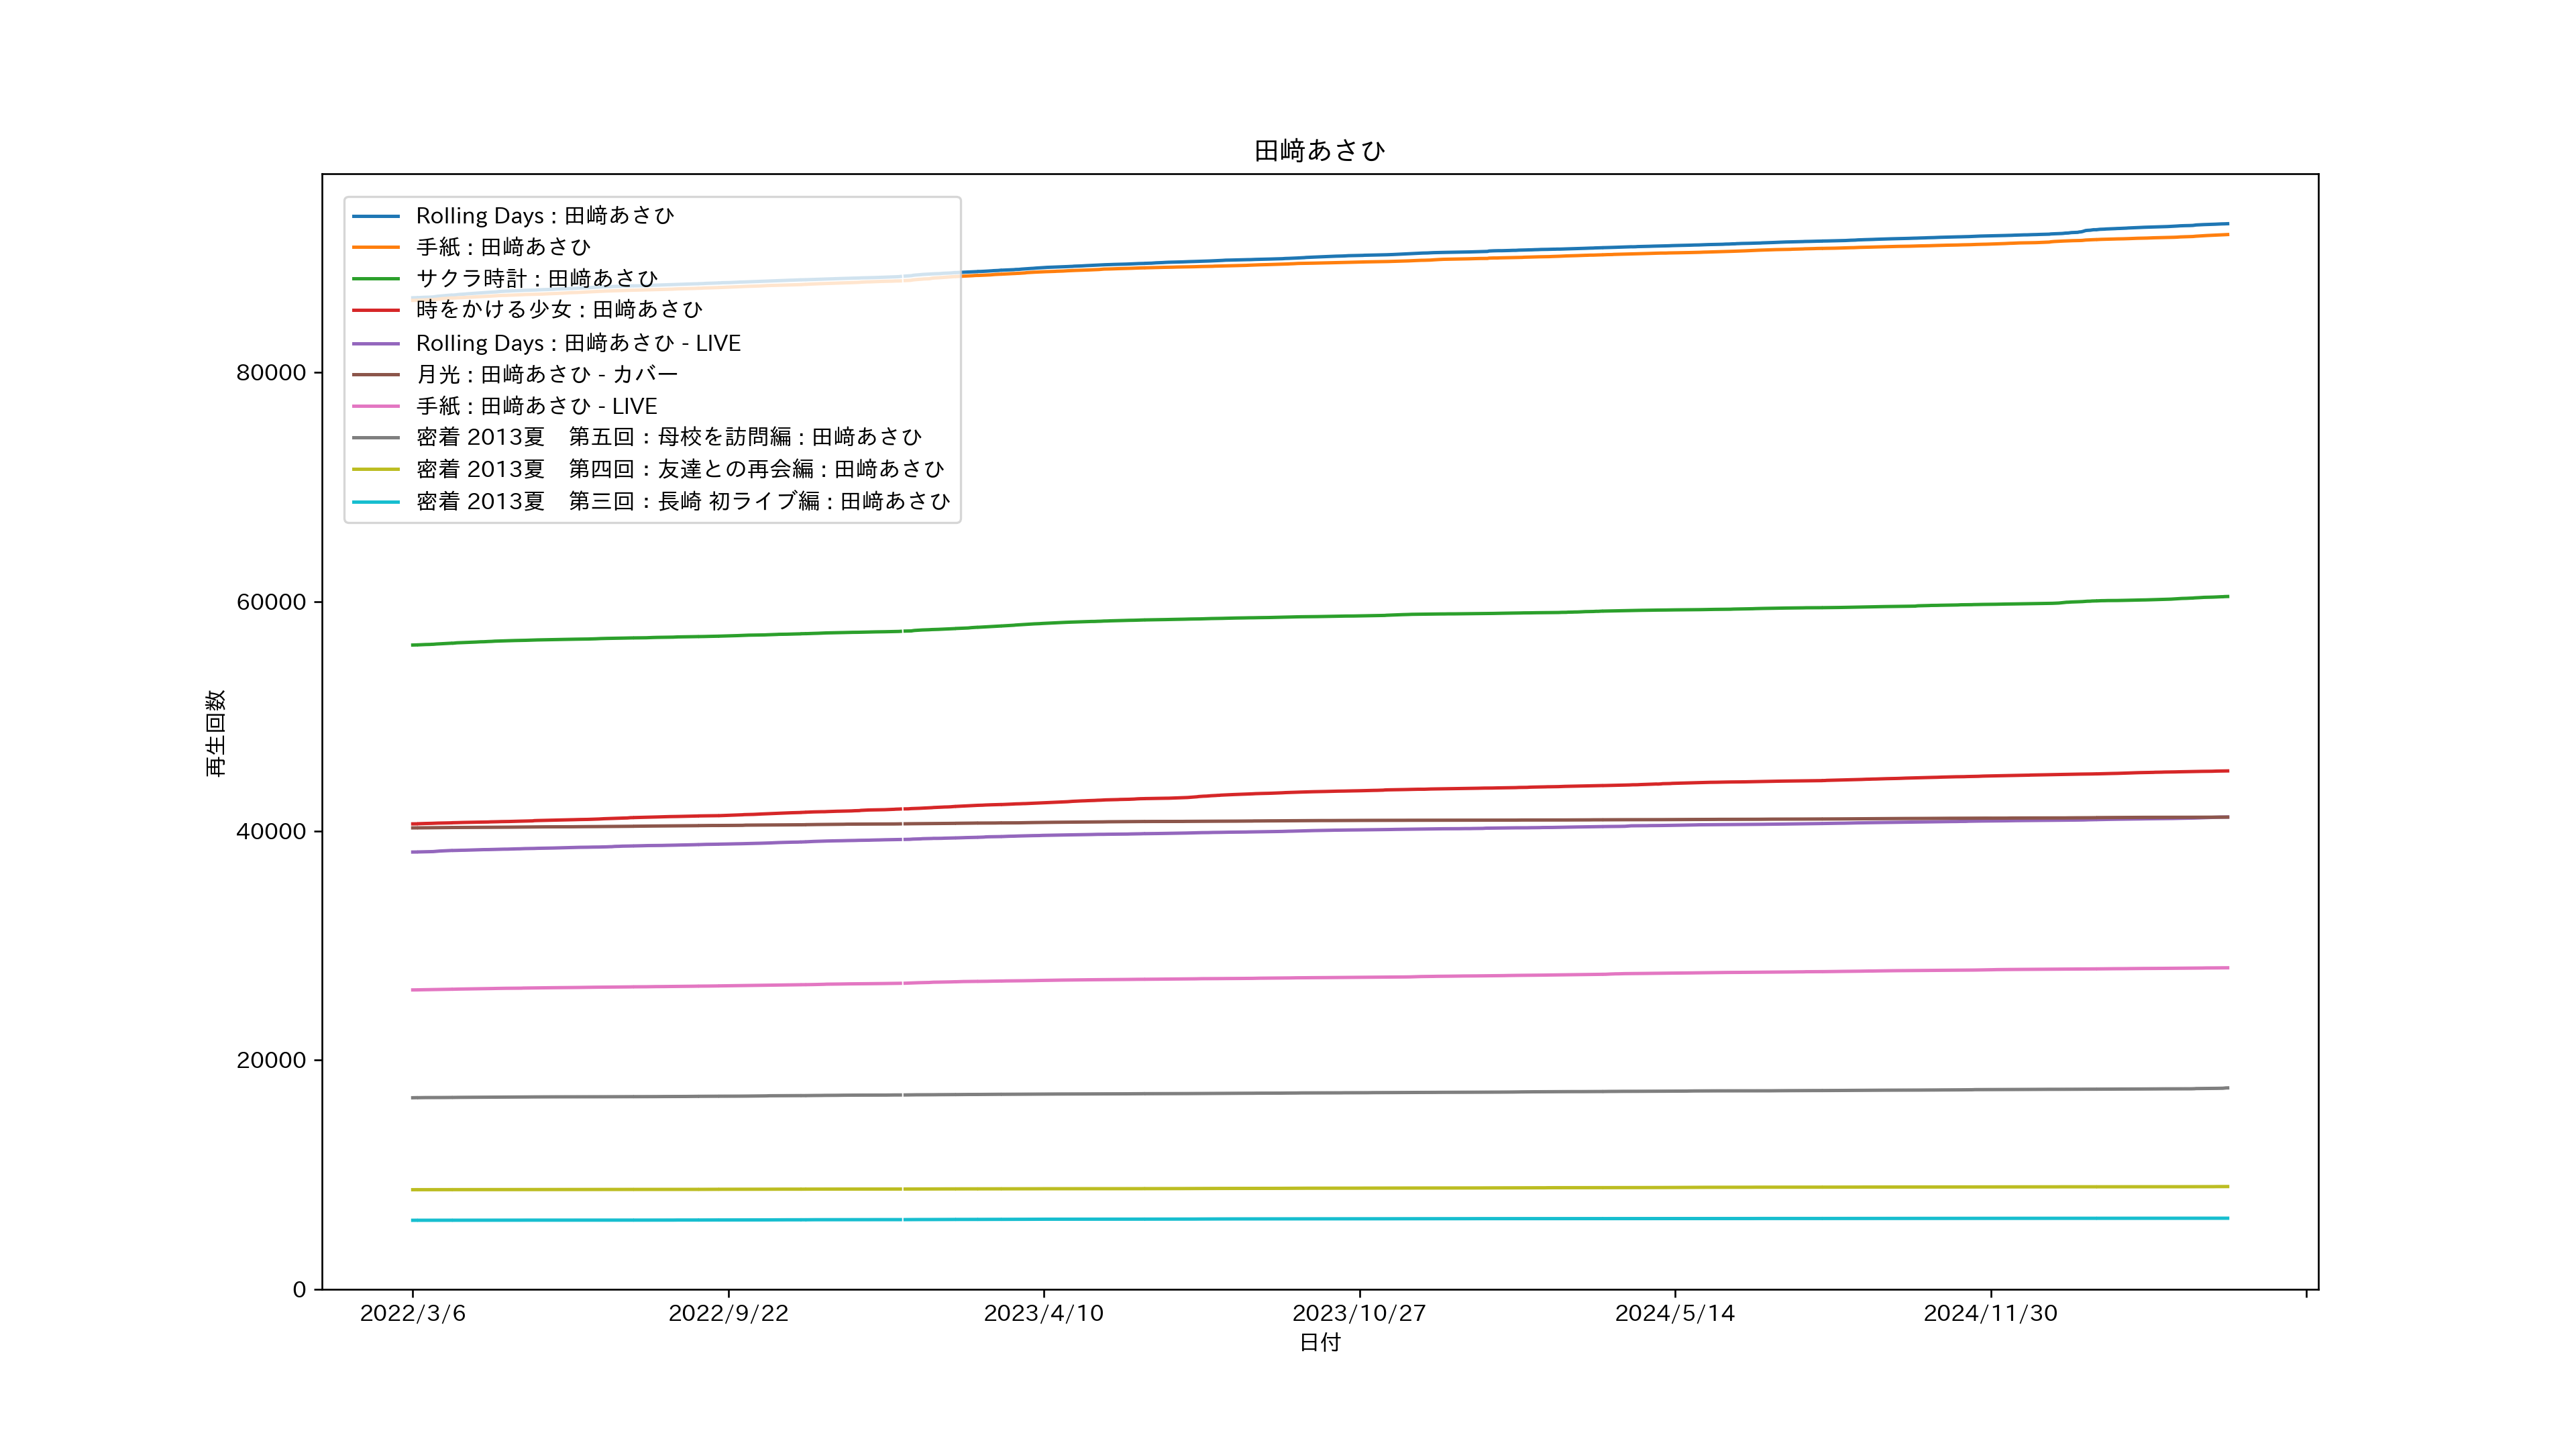 田﨑あさひ
Rolling Days : 田﨑あさひ
手紙 : 田﨑あさひ
サクラ時計 : 田﨑あさひ
時をかける少女 : 田﨑あさひ
Rolling Days : 田﨑あさひ - LIVE
月光 : 田﨑あさひ - カバー
手紙 : 田﨑あさひ - LIVE
密着 2013夏　第五回：母校を訪問編 : 田﨑あさひ
密着 2013夏　第四回：友達との再会編 : 田﨑あさひ
密着 2013夏　第三回：長崎 初ライブ編 : 田﨑あさひ
80000
60000
40000
20000
0
再生回数
2022/3/6 2022/9/22 2023/4/10 2023/10/27 2024/5/14 2024/11/30
日付